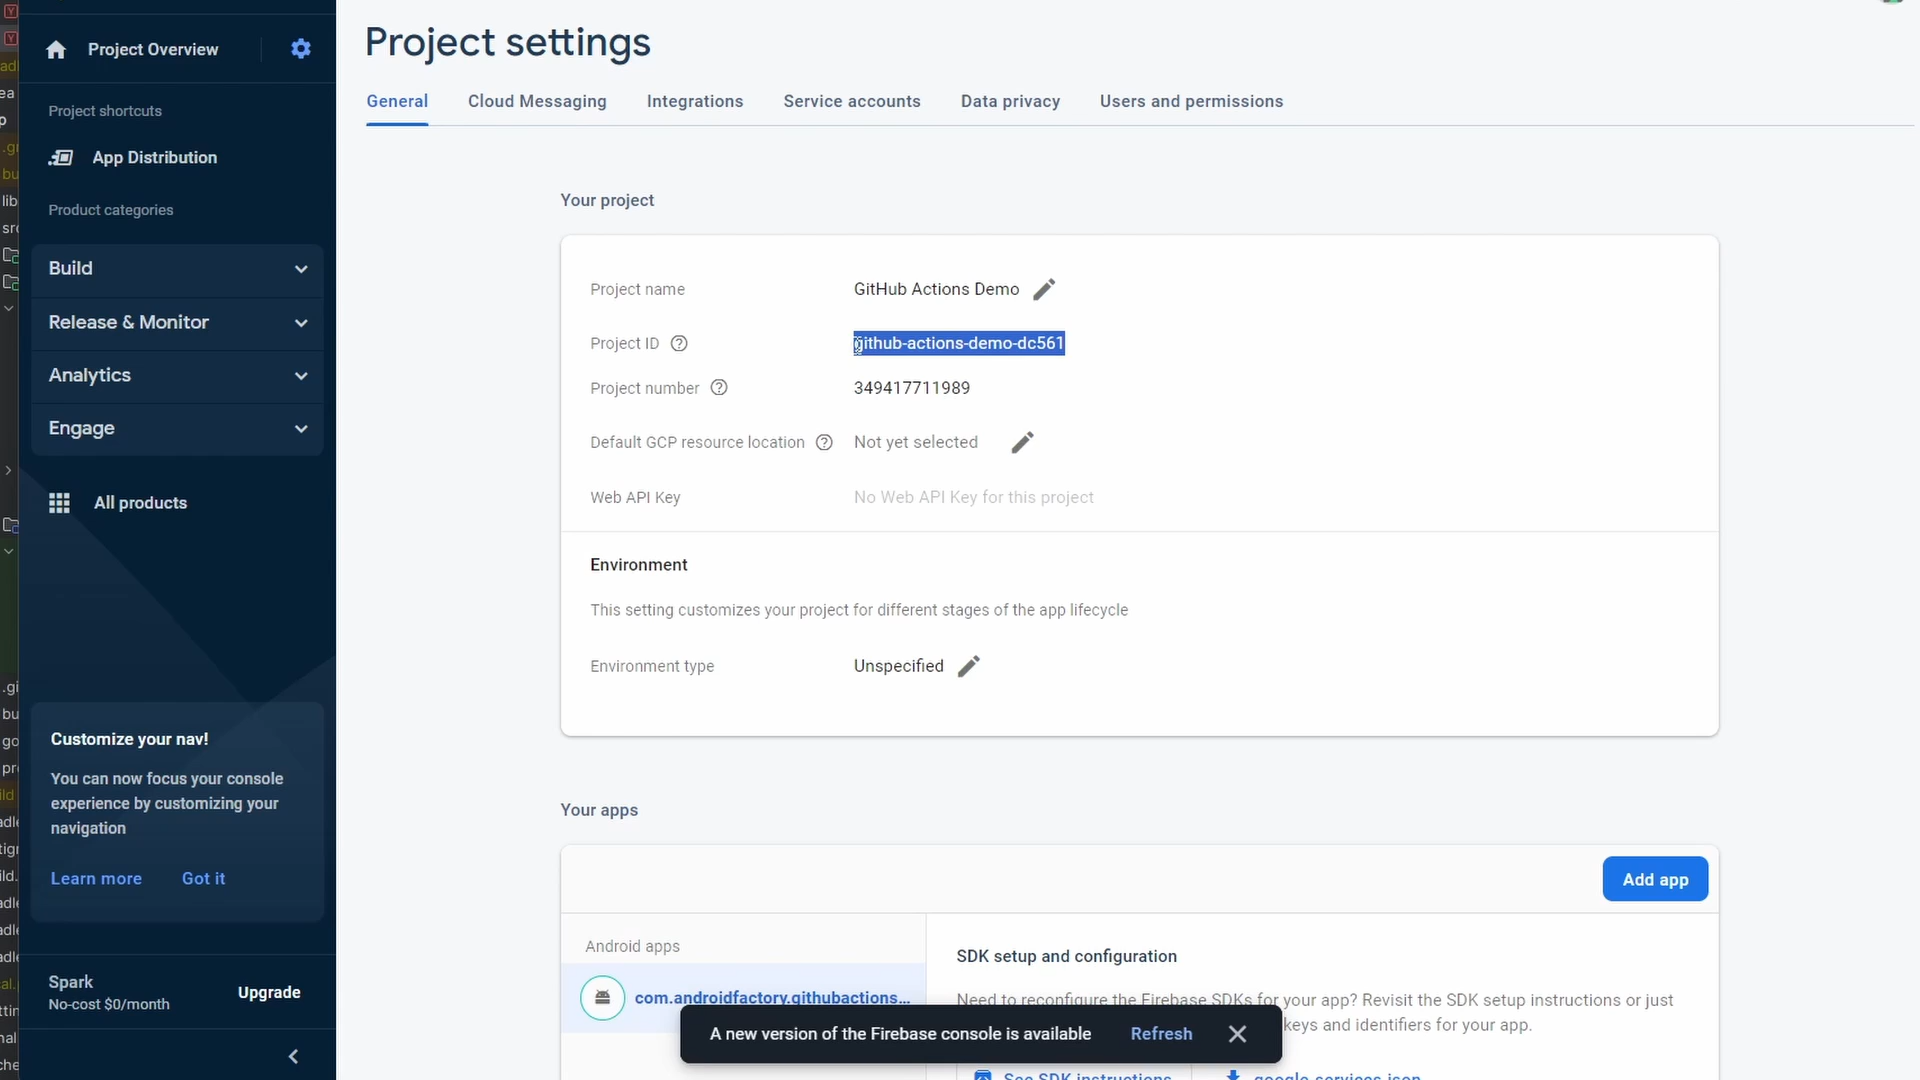 Project Overview
Project shortcuts
App Distribution
Product categories
Build
Release & Monitor
Analytics
Engage
All products
Customize your nav!
You can now focus your console
experience by customizing your
navigation
Learn more Got it
Spark
No-cost $0/month
Upgrade
Project settings
General Cloud Messaging Integrations Service accounts Data privacy Users and permissions
Your project
Project name GitHub Actions Demo
Project ID github-actions-demo-dc561
Project number 349417711989
Default GCP resource location Not yet selected
Web API Key No Web API Key for this project
Environment
This setting customizes your project for different stages of the app lifecycle
Environment type Unspecified
Your apps
Add app
Android apps
com.androidfactory.githubactions...
SDK setup and configuration
Need to reconfigure the Firebase SDKs for your app? Revisit the SDK setup instructions or just
keys and identifiers for your app.
See SDK instructions google-services.json
A new version of the Firebase console is available Refresh